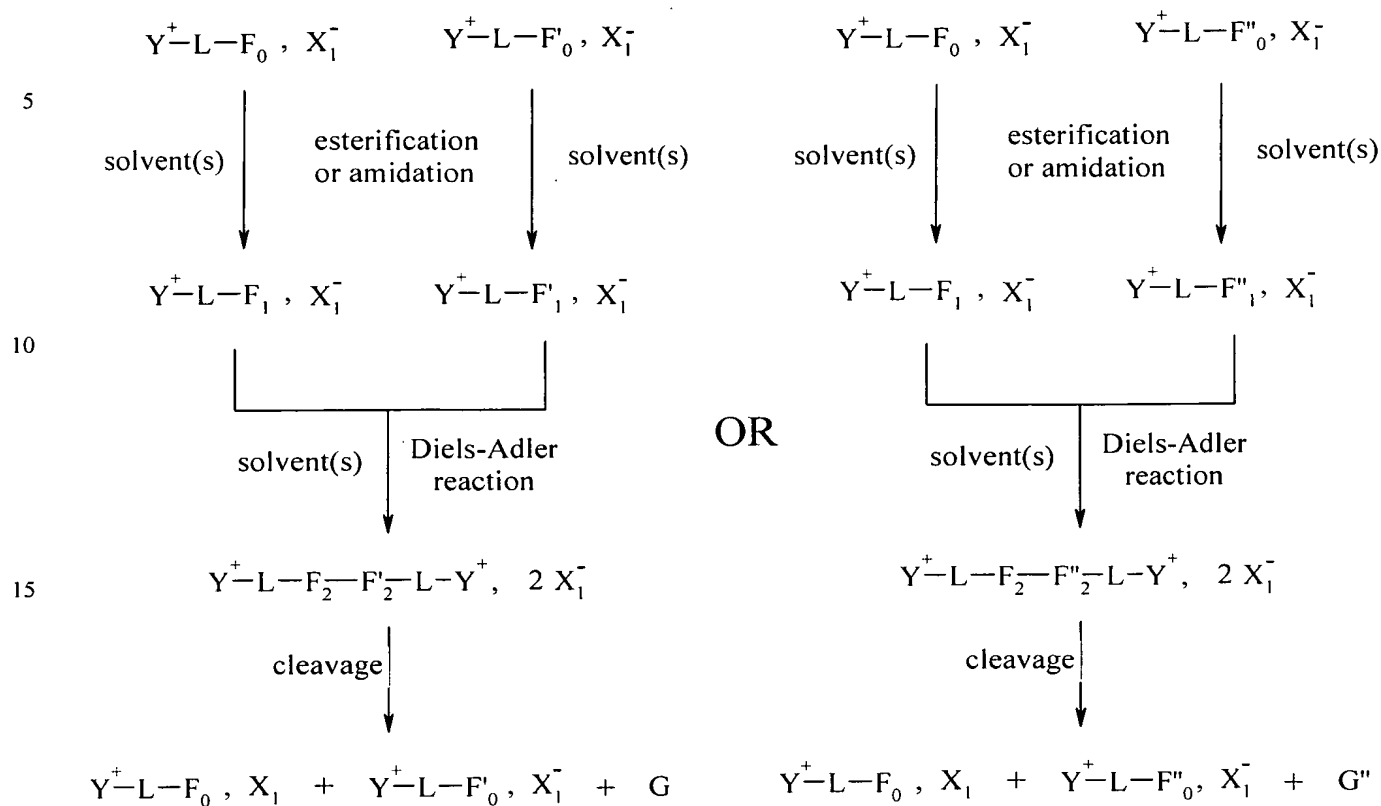 Y⁺–L–F₀ , X₁⁻ Y⁺–L–F'₀ , X₁⁻ Y⁺–L–F₀ , X₁⁻ Y⁺–L–F''₀, X₁⁻
5
esterification esterification
solvent(s) or amidation solvent(s) solvent(s) or amidation solvent(s)
Y⁺–L–F₁ , X₁⁻ Y⁺–L–F'₁ , X₁⁻ Y⁺–L–F₁ , X₁⁻ Y⁺–L–F''₁, X₁⁻
10
OR
solvent(s) Diels-Adler solvent(s) Diels-Adler
reaction reaction
15 Y⁺–L–F₂–F'₂–L–Y⁺, 2 X₁⁻ Y⁺–L–F₂–F''₂–L–Y⁺, 2 X₁⁻
cleavage cleavage
Y⁺–L–F₀ , X₁ + Y⁺–L–F'₀ , X₁⁻ + G Y⁺–L–F₀ , X₁ + Y⁺–L–F''₀, X₁⁻ + G''